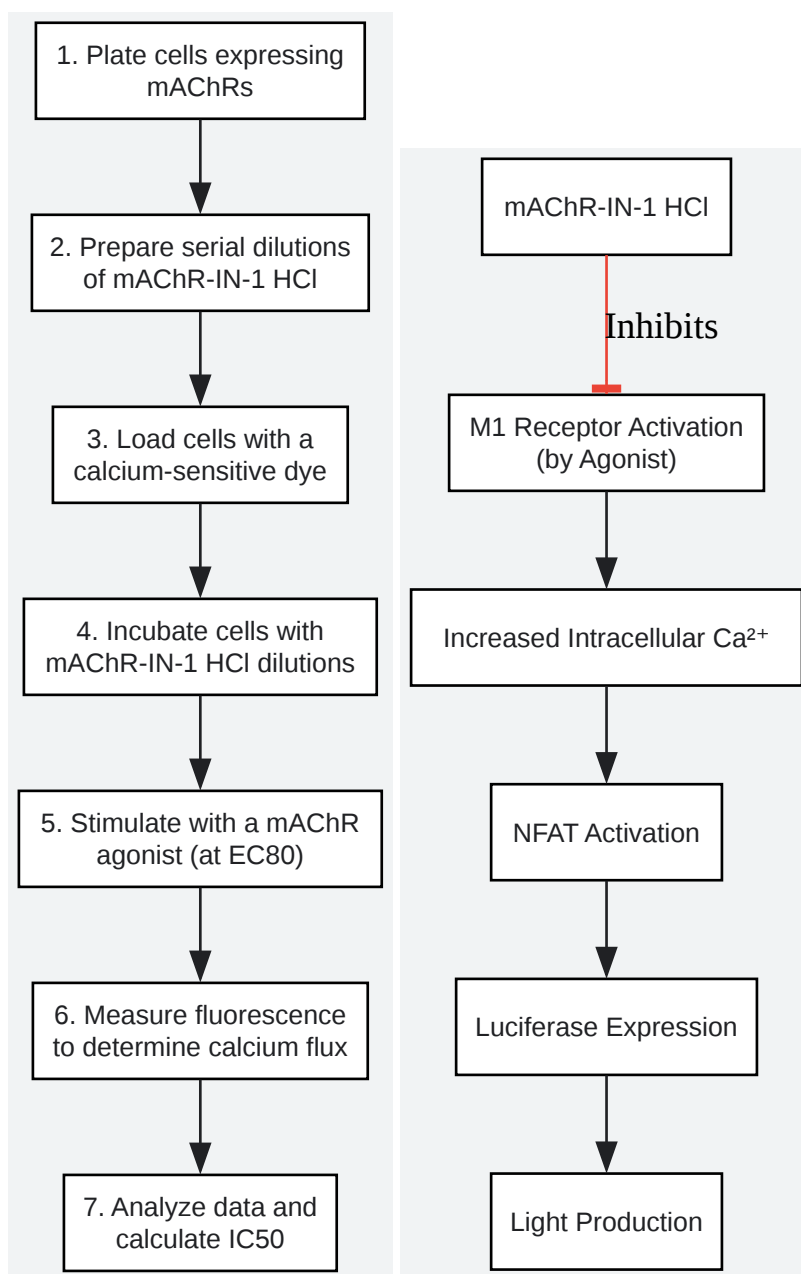 1. Plate cells expressing
mAChRs
2. Prepare serial dilutions
of mAChR-IN-1 HCl
3. Load cells with a
calcium-sensitive dye
4. Incubate cells with
mAChR-IN-1 HCl dilutions
5. Stimulate with a mAChR
agonist (at EC80)
6. Measure fluorescence
to determine calcium flux
7. Analyze data and
calculate IC50
mAChR-IN-1 HCl
Inhibits
M1 Receptor Activation
(by Agonist)
Increased Intracellular Ca²⁺
NFAT Activation
Luciferase Expression
Light Production